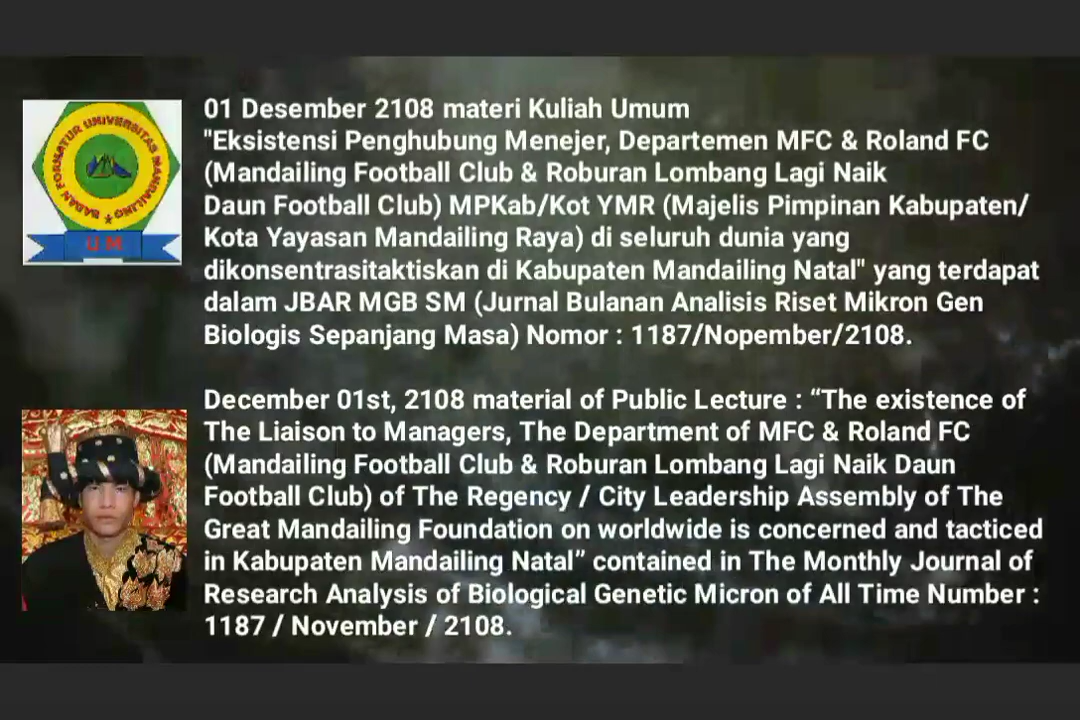 BADAN FORMATUR UNIVERSITAS MANDAILING
UM
01 Desember 2108 materi Kuliah Umum
"Eksistensi Penghubung Menejer, Departemen MFC & Roland FC
(Mandailing Football Club & Roburan Lombang Lagi Naik
Daun Football Club) MPKab/Kot YMR (Majelis Pimpinan Kabupaten/
Kota Yayasan Mandailing Raya) di seluruh dunia yang
dikonsentrasitaktiskan di Kabupaten Mandailing Natal" yang terdapat
dalam JBAR MGB SM (Jurnal Bulanan Analisis Riset Mikron Gen
Biologis Sepanjang Masa) Nomor : 1187/Nopember/2108.
December 01st, 2108 material of Public Lecture : “The existence of
The Liaison to Managers, The Department of MFC & Roland FC
(Mandailing Football Club & Roburan Lombang Lagi Naik Daun
Football Club) of The Regency / City Leadership Assembly of The
Great Mandailing Foundation on worldwide is concerned and tacticed
in Kabupaten Mandailing Natal” contained in The Monthly Journal of
Research Analysis of Biological Genetic Micron of All Time Number :
1187 / November / 2108.